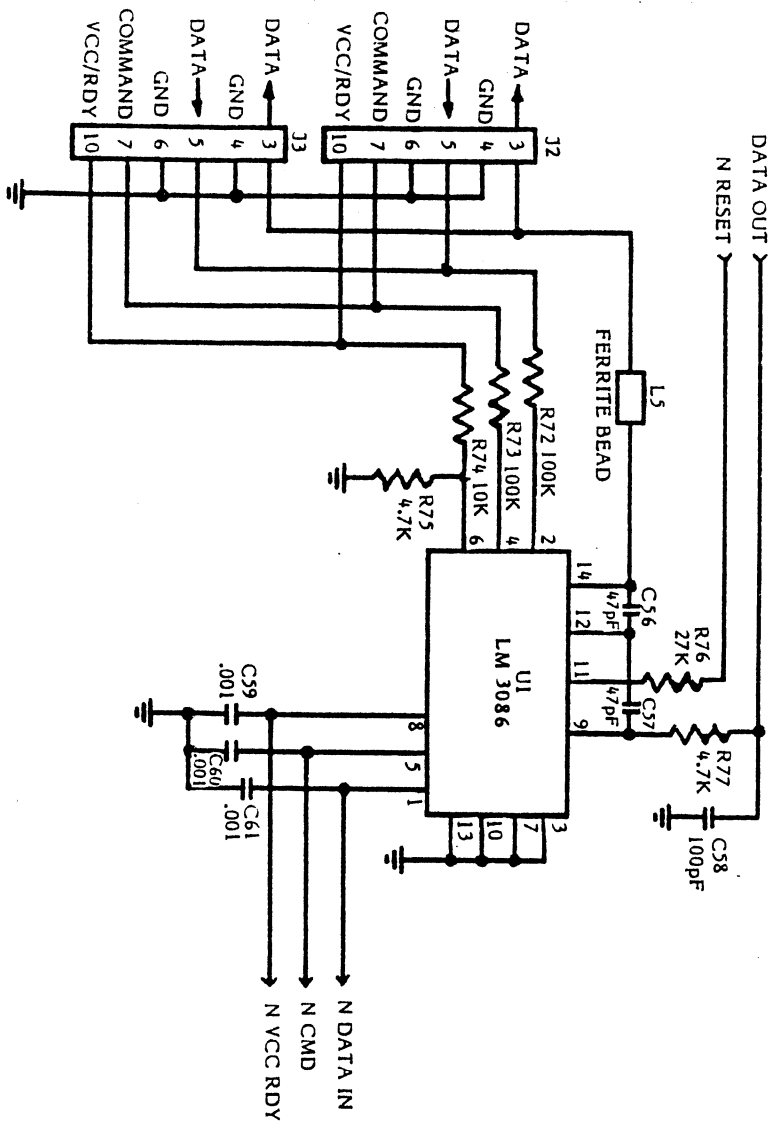 DATA OUT
N RESET
J2
DATA
3
GND
4
DATA
5
GND
6
COMMAND
7
VCC/RDY
10
J3
DATA
3
GND
4
DATA
5
GND
6
COMMAND
7
VCC/RDY
10
L5
FERRITE BEAD
R72 100K
R73 100K
R74 10K
R75
4.7K
C56
47pF
C57
47pF
R76
27K
R77
4.7K
C58
100pF
2
4
6
14
12
11
9
U1
LM 3086
8
5
1
3
7
10
13
C59
.001
C60
.001
C61
.001
N DATA IN
N CMD
N VCC RDY